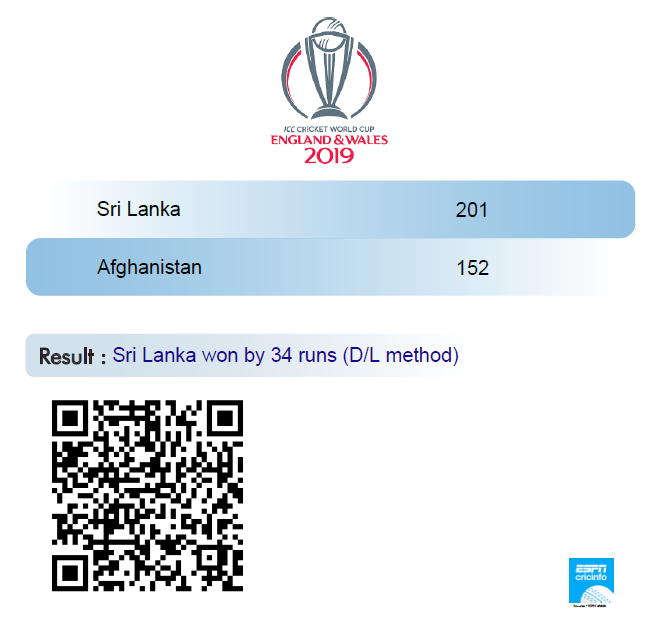 ICC CRICKET WORLD CUP
ENGLAND & WALES
2019
Sri Lanka 201
Afghanistan 152
Result : Sri Lanka won by 34 runs (D/L method)
ESPN
cricinfo